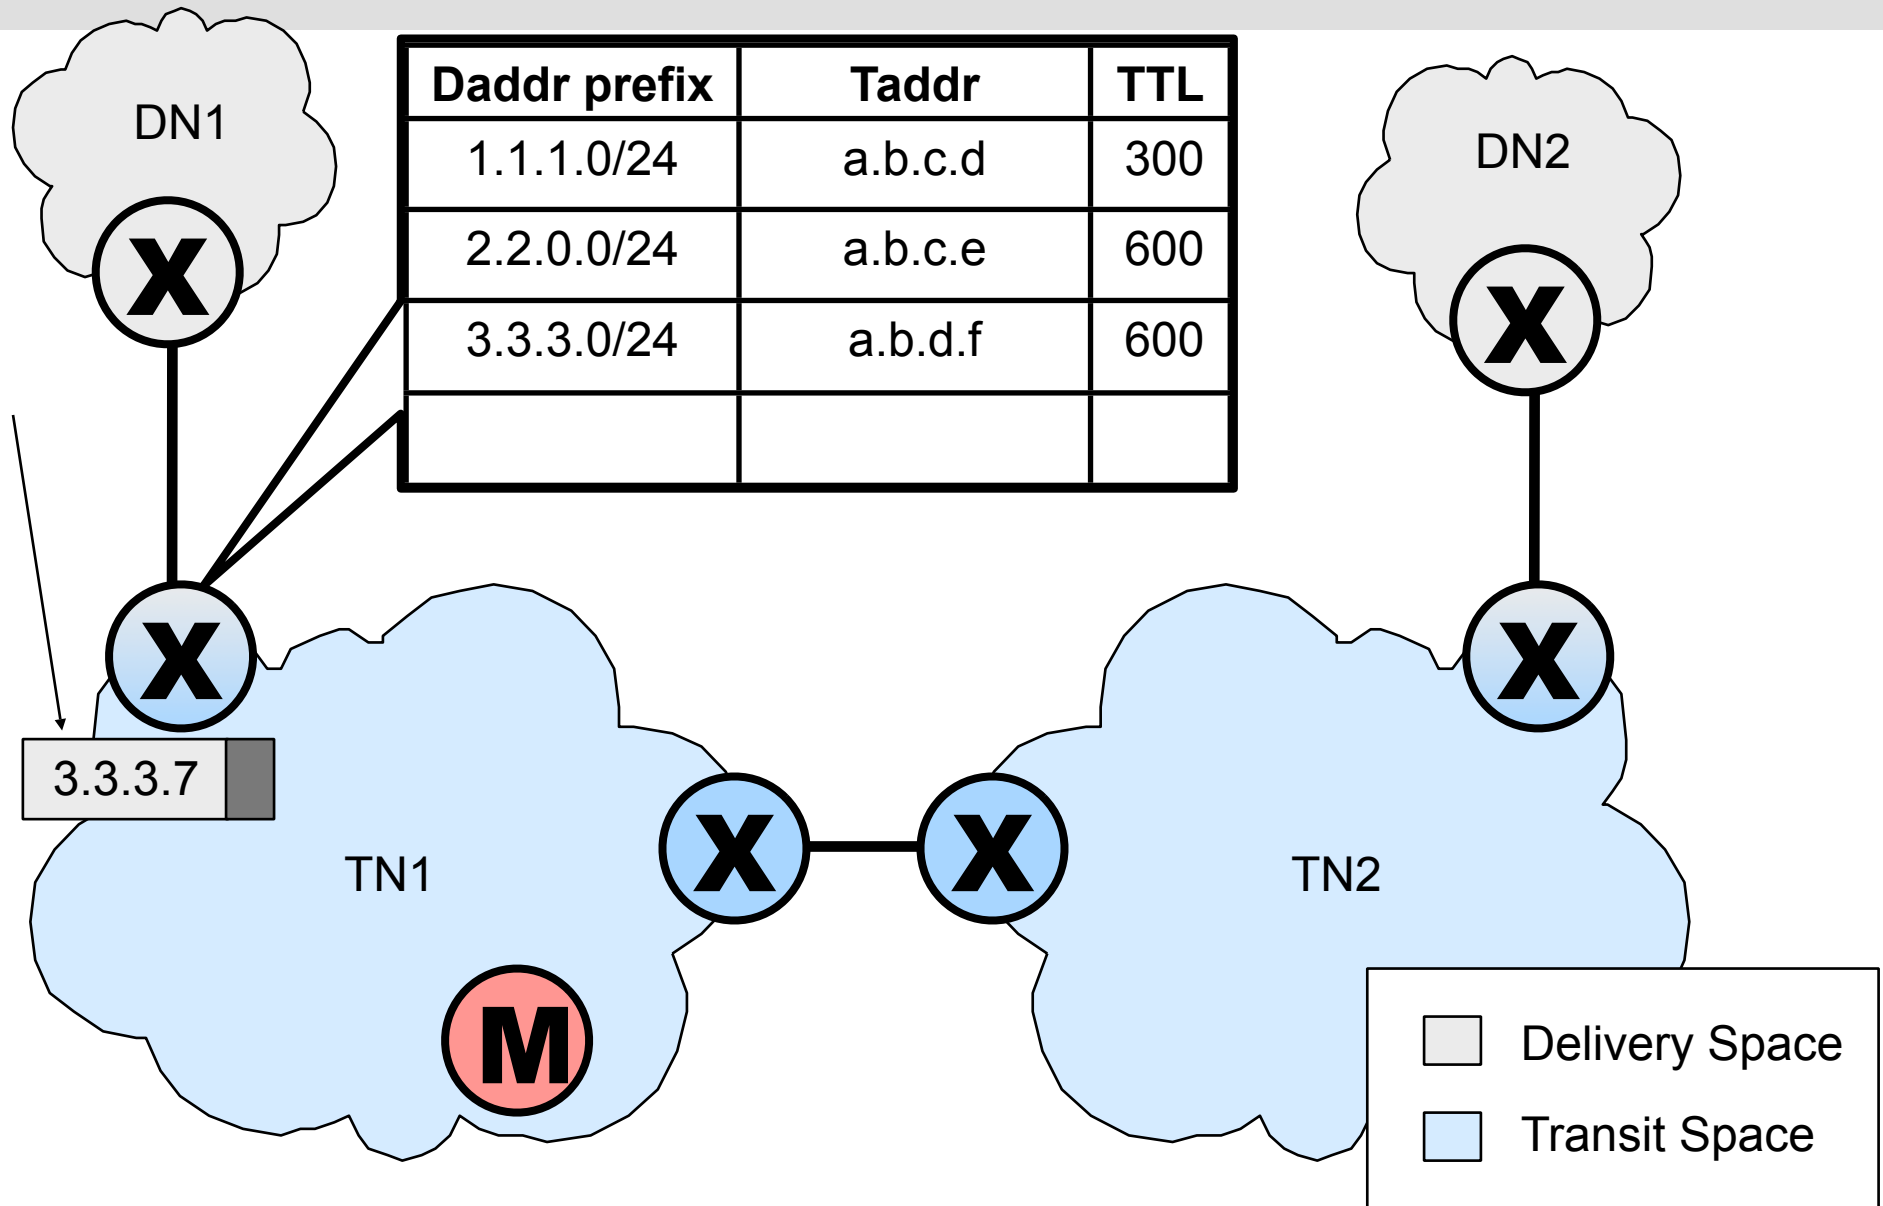 DN1
Daddr prefix Taddr TTL
1.1.1.0/24 a.b.c.d 300
2.2.0.0/24 a.b.c.e 600
3.3.3.0/24 a.b.d.f 600
DN2
X
X
X
X
3.3.3.7
X
X
TN1
TN2
M
Delivery Space
Transit Space